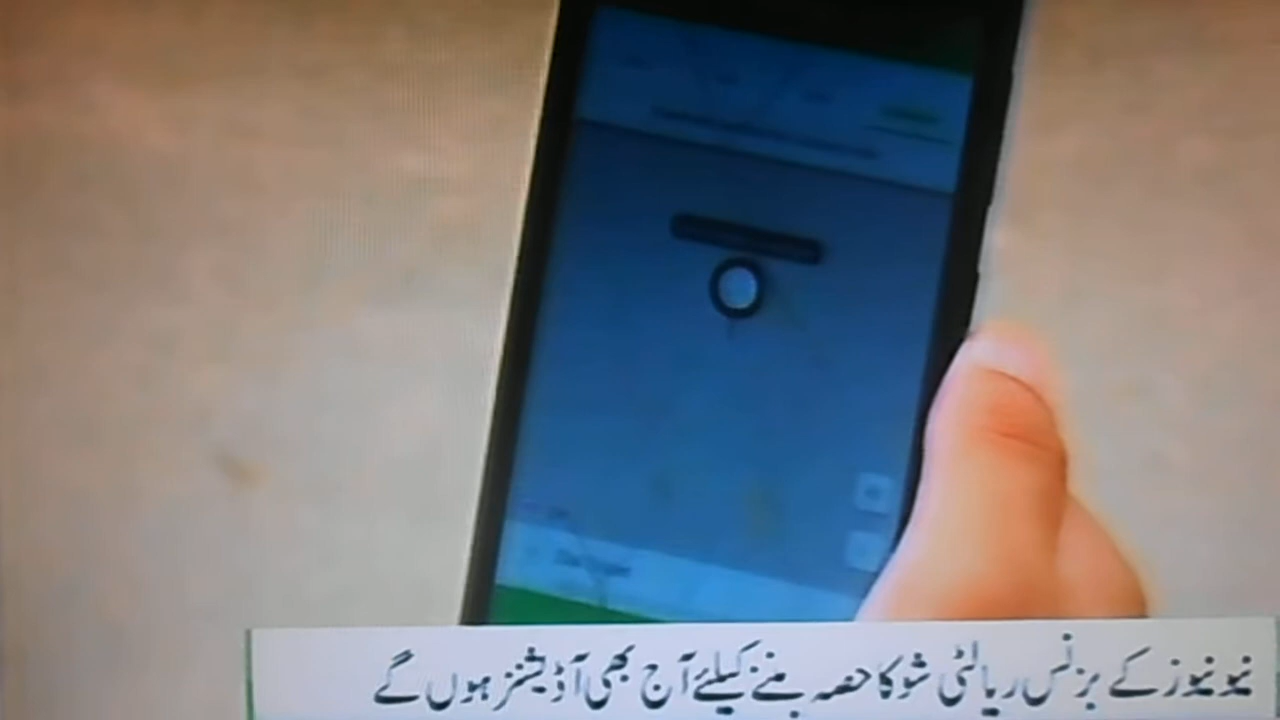 نیو نیوز کے بزنس ریالٹی شو کا حصہ بننے کیلئے آج بھی آڈیشنز ہوں گے